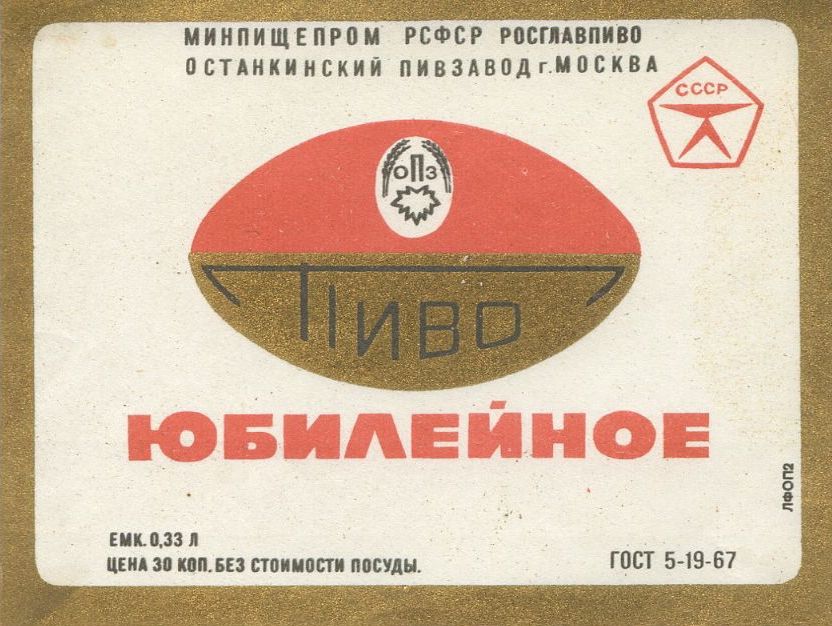 МИНПИЩЕПРОМ РСФСР РОСГЛАВПИВО
ОСТАНКИНСКИЙ ПИВЗАВОД г. МОСКВА
СССР
ОПЗ
ПИВО
ЮБИЛЕЙНОЕ
ЛФОП2
ЕМК. 0,33 Л
ЦЕНА 30 КОП. БЕЗ СТОИМОСТИ ПОСУДЫ.
ГОСТ 5-19-67